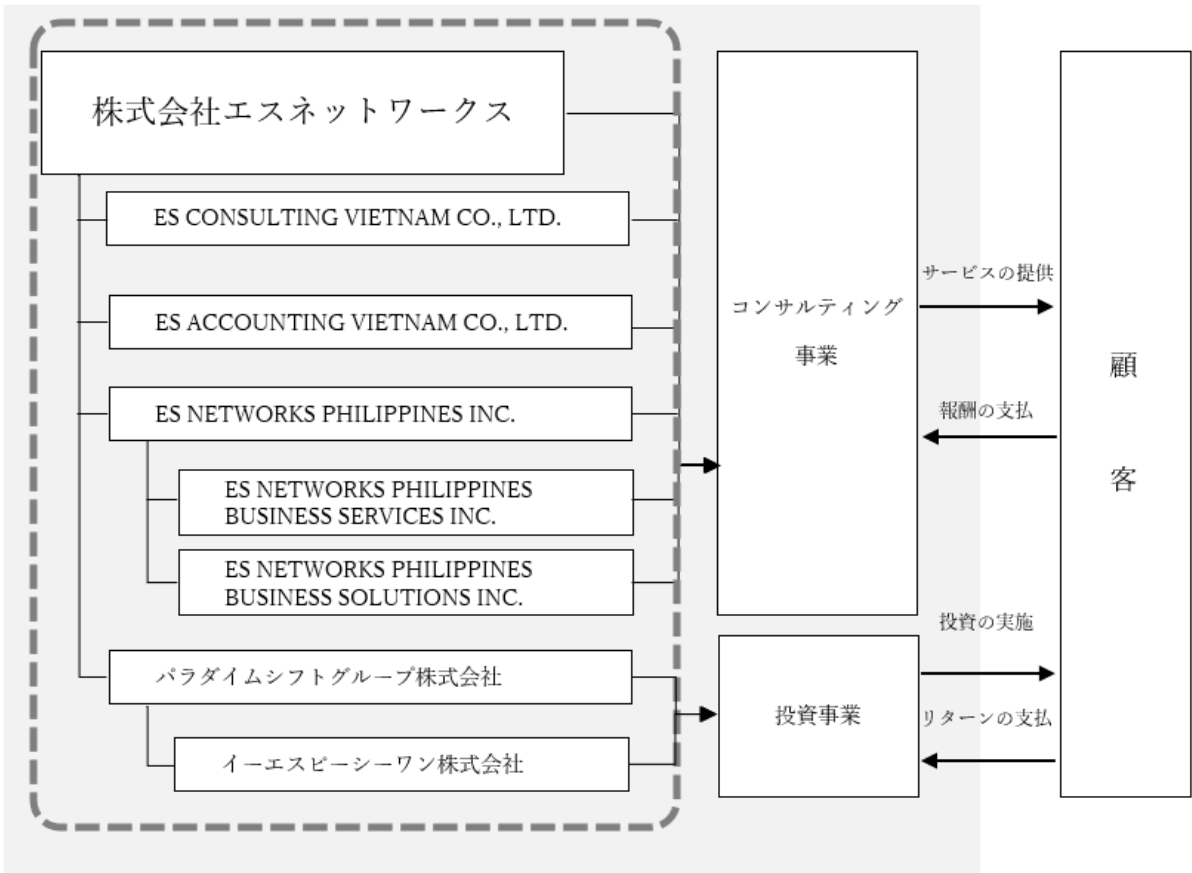 株式会社エスネットワークス
ES CONSULTING VIETNAM CO., LTD.
ES ACCOUNTING VIETNAM CO., LTD.
ES NETWORKS PHILIPPINES INC.
ES NETWORKS PHILIPPINES
BUSINESS SERVICES INC.
ES NETWORKS PHILIPPINES
BUSINESS SOLUTIONS INC.
パラダイムシフトグループ株式会社
イーエスピーシーワン株式会社
コンサルティング
事業
投資事業
サービスの提供
報酬の支払
投資の実施
リターンの支払
顧
客